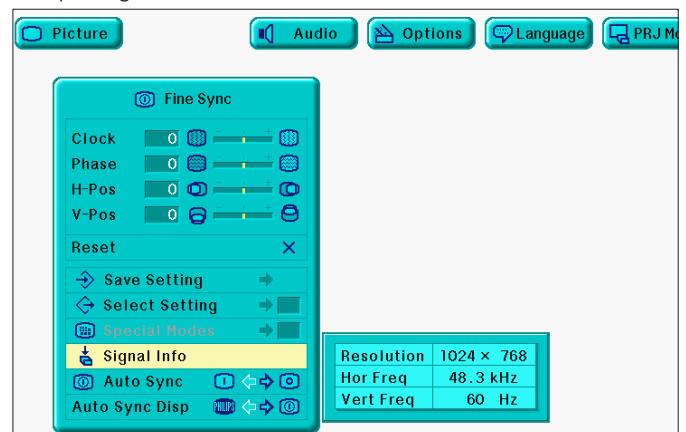 Picture
Audio
Options
Language
PRJ
Fine Sync
Clock 0
Phase 0
H-Pos 0
V-Pos 0
Reset
Save Setting
Select Setting
Special Modes
Signal Info
Auto Sync
Auto Sync Disp PHILIPS
Resolution 1024 × 768
Hor Freq 48.3 kHz
Vert Freq 60 Hz